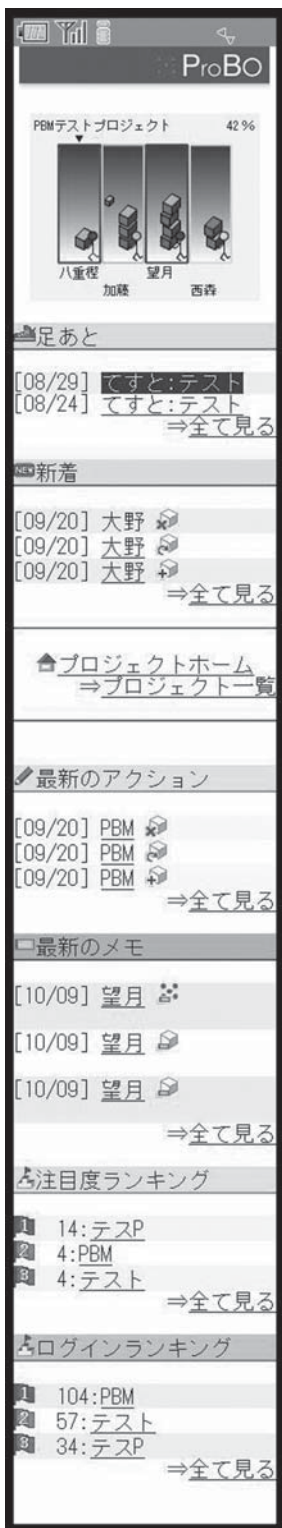 ProBO
PBMテストプロジェクト 42%
八重樫 加藤 望月 西森
足あと
[08/29] てすと:テスト
[08/24] てすと:テスト
⇒全て見る
NEW 新着
[09/20] 大野
[09/20] 大野
[09/20] 大野
⇒全て見る
プロジェクトホーム
⇒プロジェクト一覧
最新のアクション
[09/20] PBM
[09/20] PBM
[09/20] PBM
⇒全て見る
最新のメモ
[10/09] 望月
[10/09] 望月
[10/09] 望月
⇒全て見る
注目度ランキング
1 14:テスP
2 4:PBM
3 4:テスト
⇒全て見る
ログインランキング
1 104:PBM
2 57:テスト
3 34:テスP
⇒全て見る